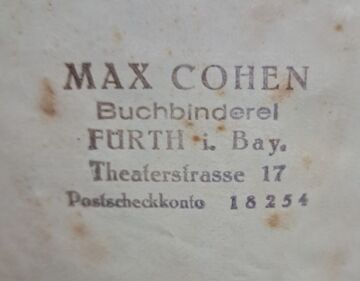 MAX COHEN
Buchbinderei
FÜRTH i. Bay.
Theaterstrasse 17
Postscheckkonto 18254